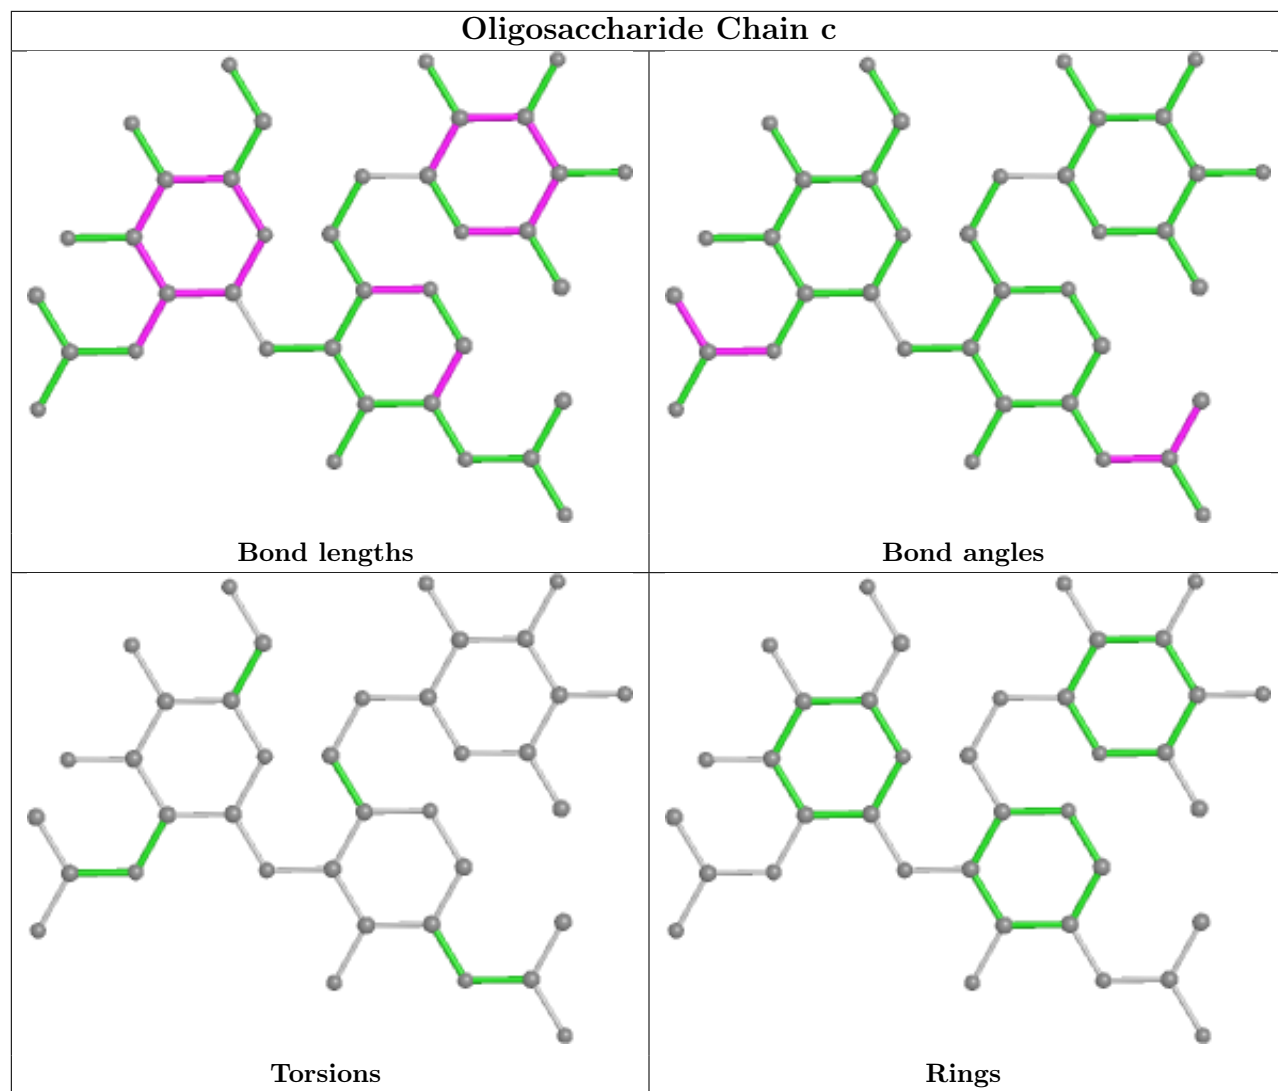 Oligosaccharide Chain c
Bond lengths
Bond angles
Torsions
Rings